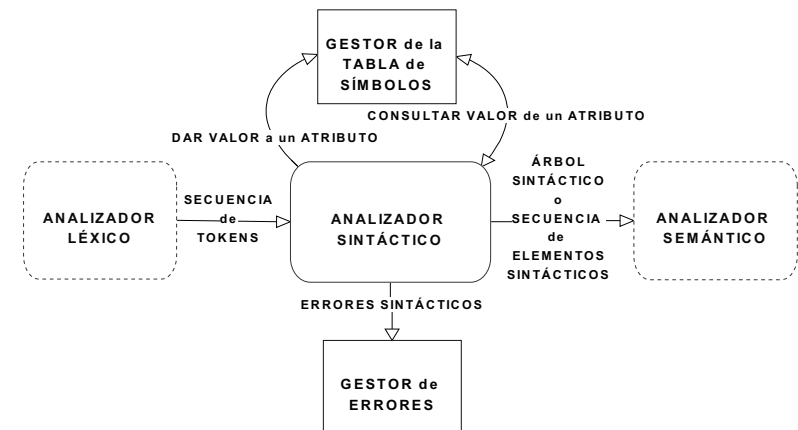 GESTOR de la
TABLA de
SÍMBOLOS
CONSULTAR VALOR de un ATRIBUTO
DAR VALOR a un ATRIBUTO
ANALIZADOR
LÉXICO
SECUENCIA
de
TOKENS
ANALIZADOR
SINTÁCTICO
ÁRBOL
SINTÁCTICO
o
SECUENCIA
de
ELEMENTOS
SINTÁCTICOS
ANALIZADOR
SEMÁNTICO
ERRORES SINTÁCTICOS
GESTOR de
ERRORES